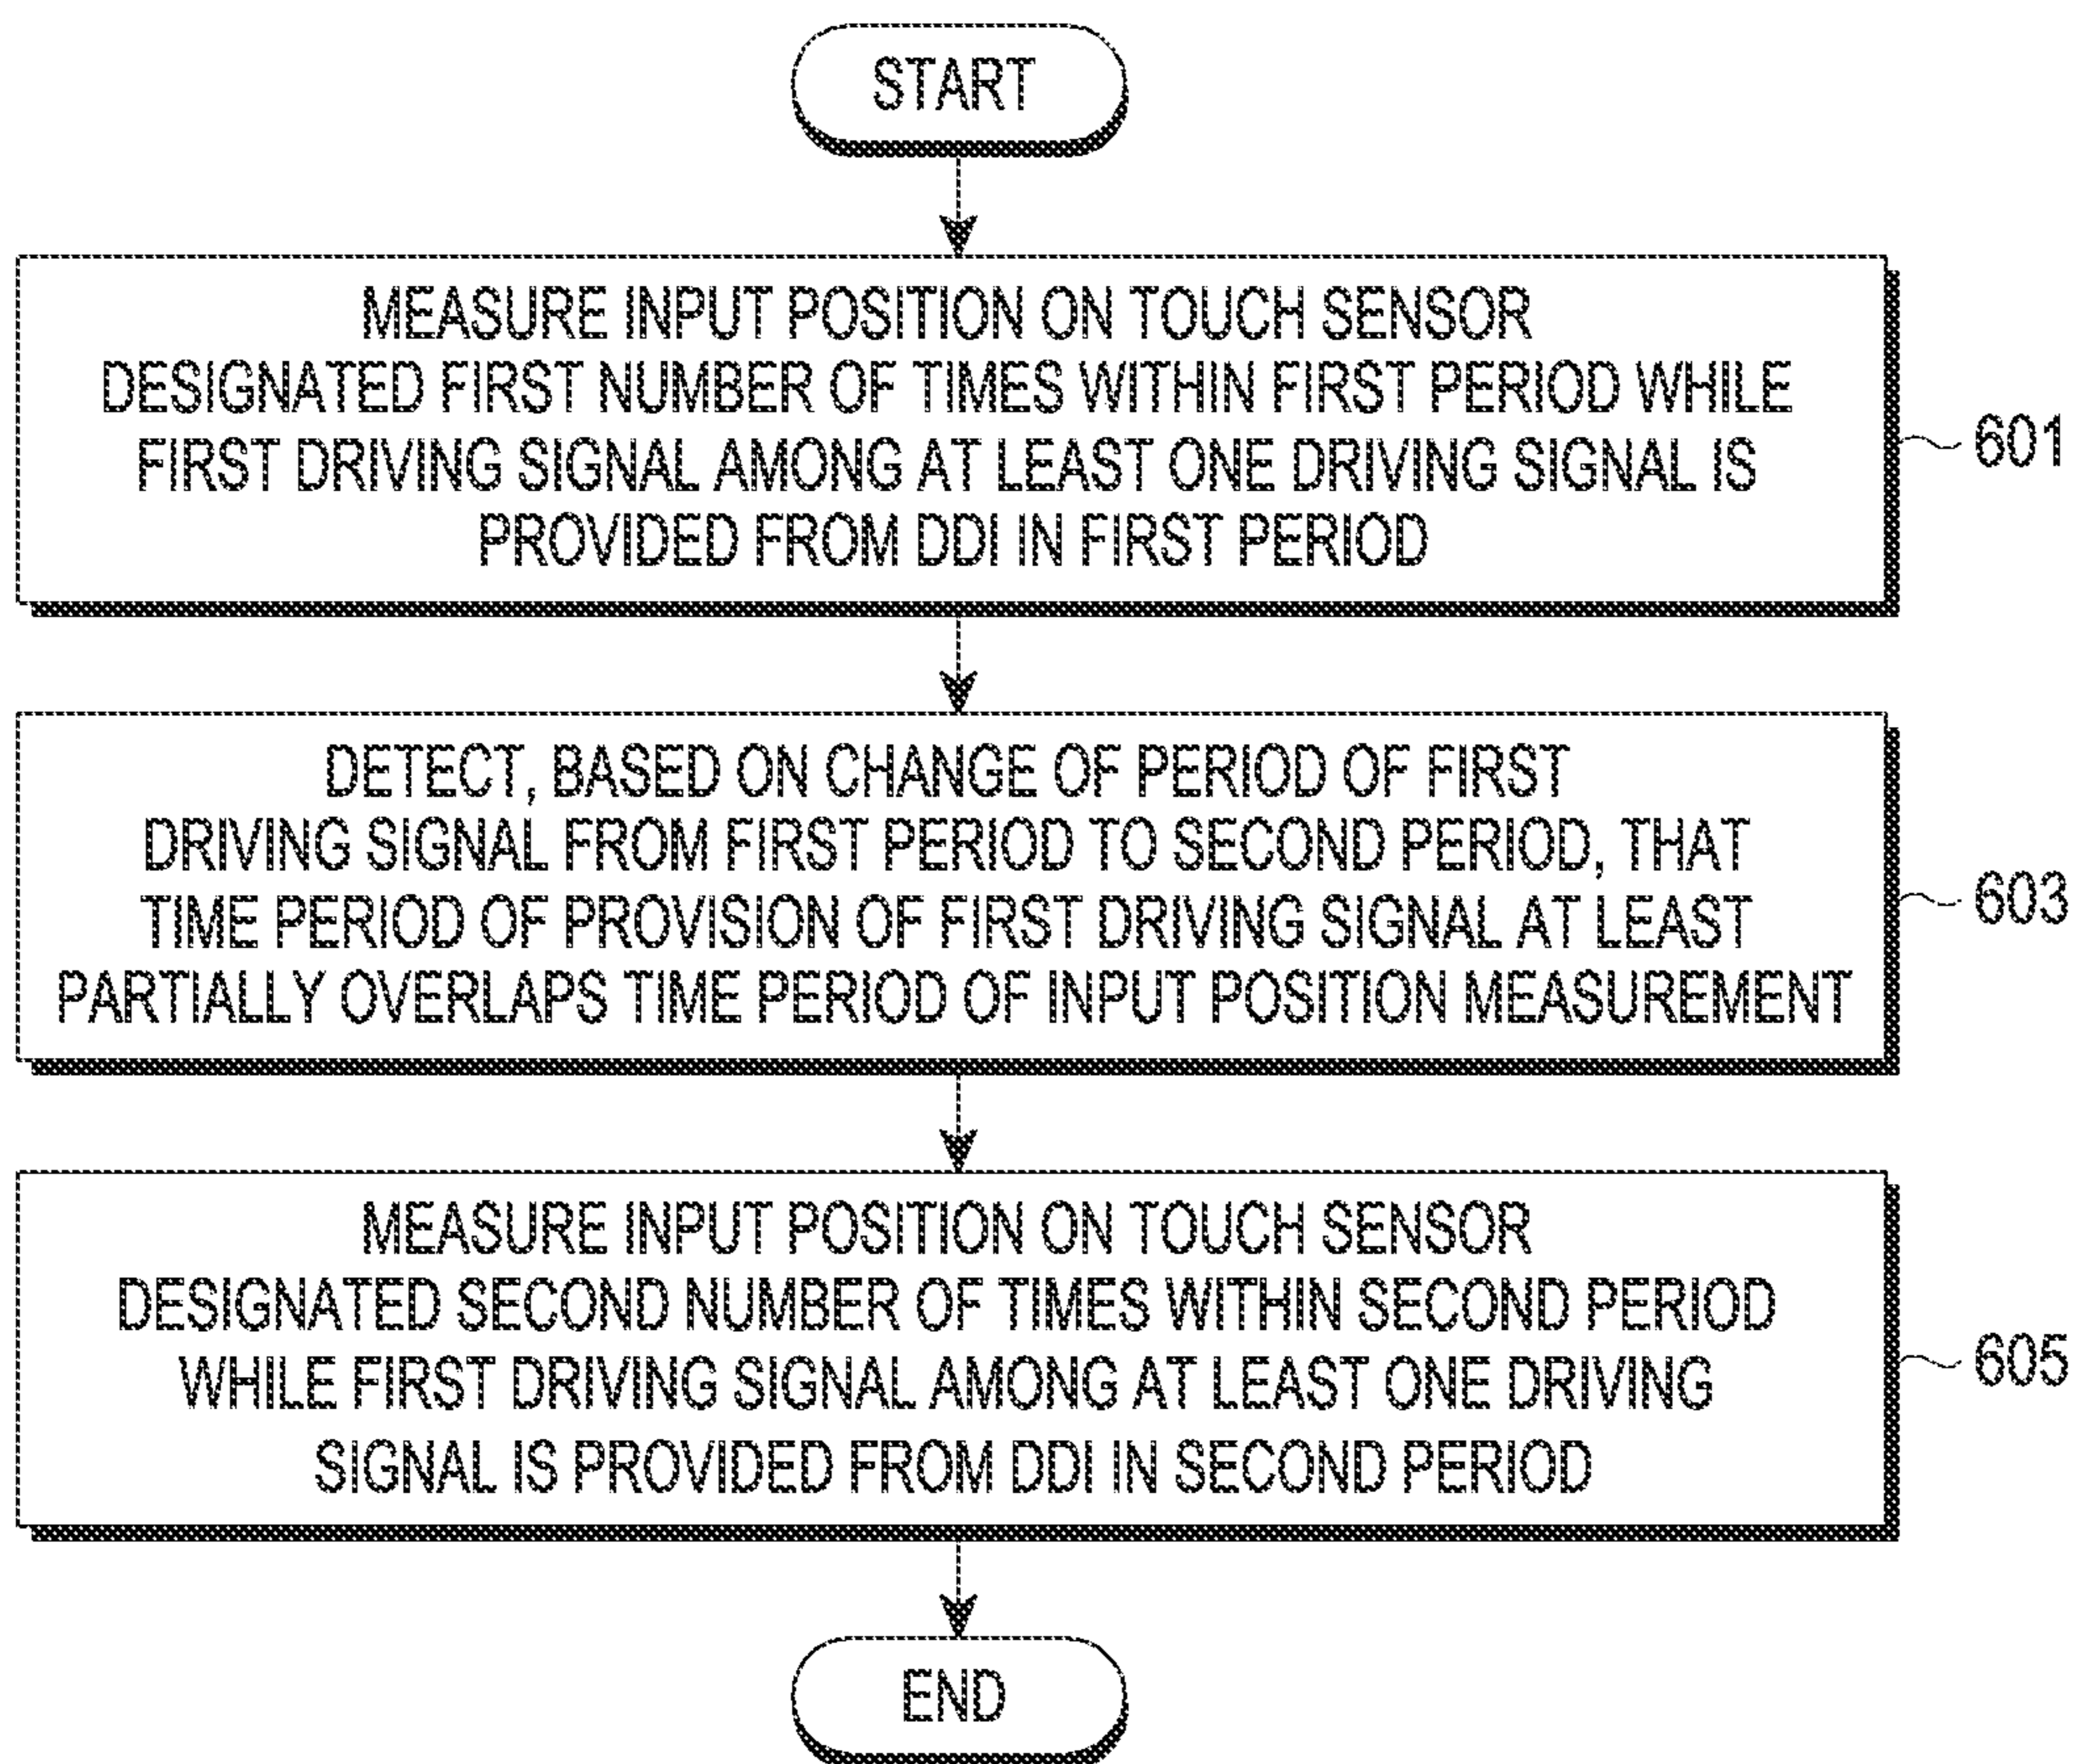 START
MEASURE INPUT POSITION ON TOUCH SENSOR
DESIGNATED FIRST NUMBER OF TIMES WITHIN FIRST PERIOD WHILE
FIRST DRIVING SIGNAL AMONG AT LEAST ONE DRIVING SIGNAL IS
PROVIDED FROM DDI IN FIRST PERIOD
601
DETECT, BASED ON CHANGE OF PERIOD OF FIRST
DRIVING SIGNAL FROM FIRST PERIOD TO SECOND PERIOD, THAT
TIME PERIOD OF PROVISION OF FIRST DRIVING SIGNAL AT LEAST
PARTIALLY OVERLAPS TIME PERIOD OF INPUT POSITION MEASUREMENT
603
MEASURE INPUT POSITION ON TOUCH SENSOR
DESIGNATED SECOND NUMBER OF TIMES WITHIN SECOND PERIOD
WHILE FIRST DRIVING SIGNAL AMONG AT LEAST ONE DRIVING
SIGNAL IS PROVIDED FROM DDI IN SECOND PERIOD
605
END